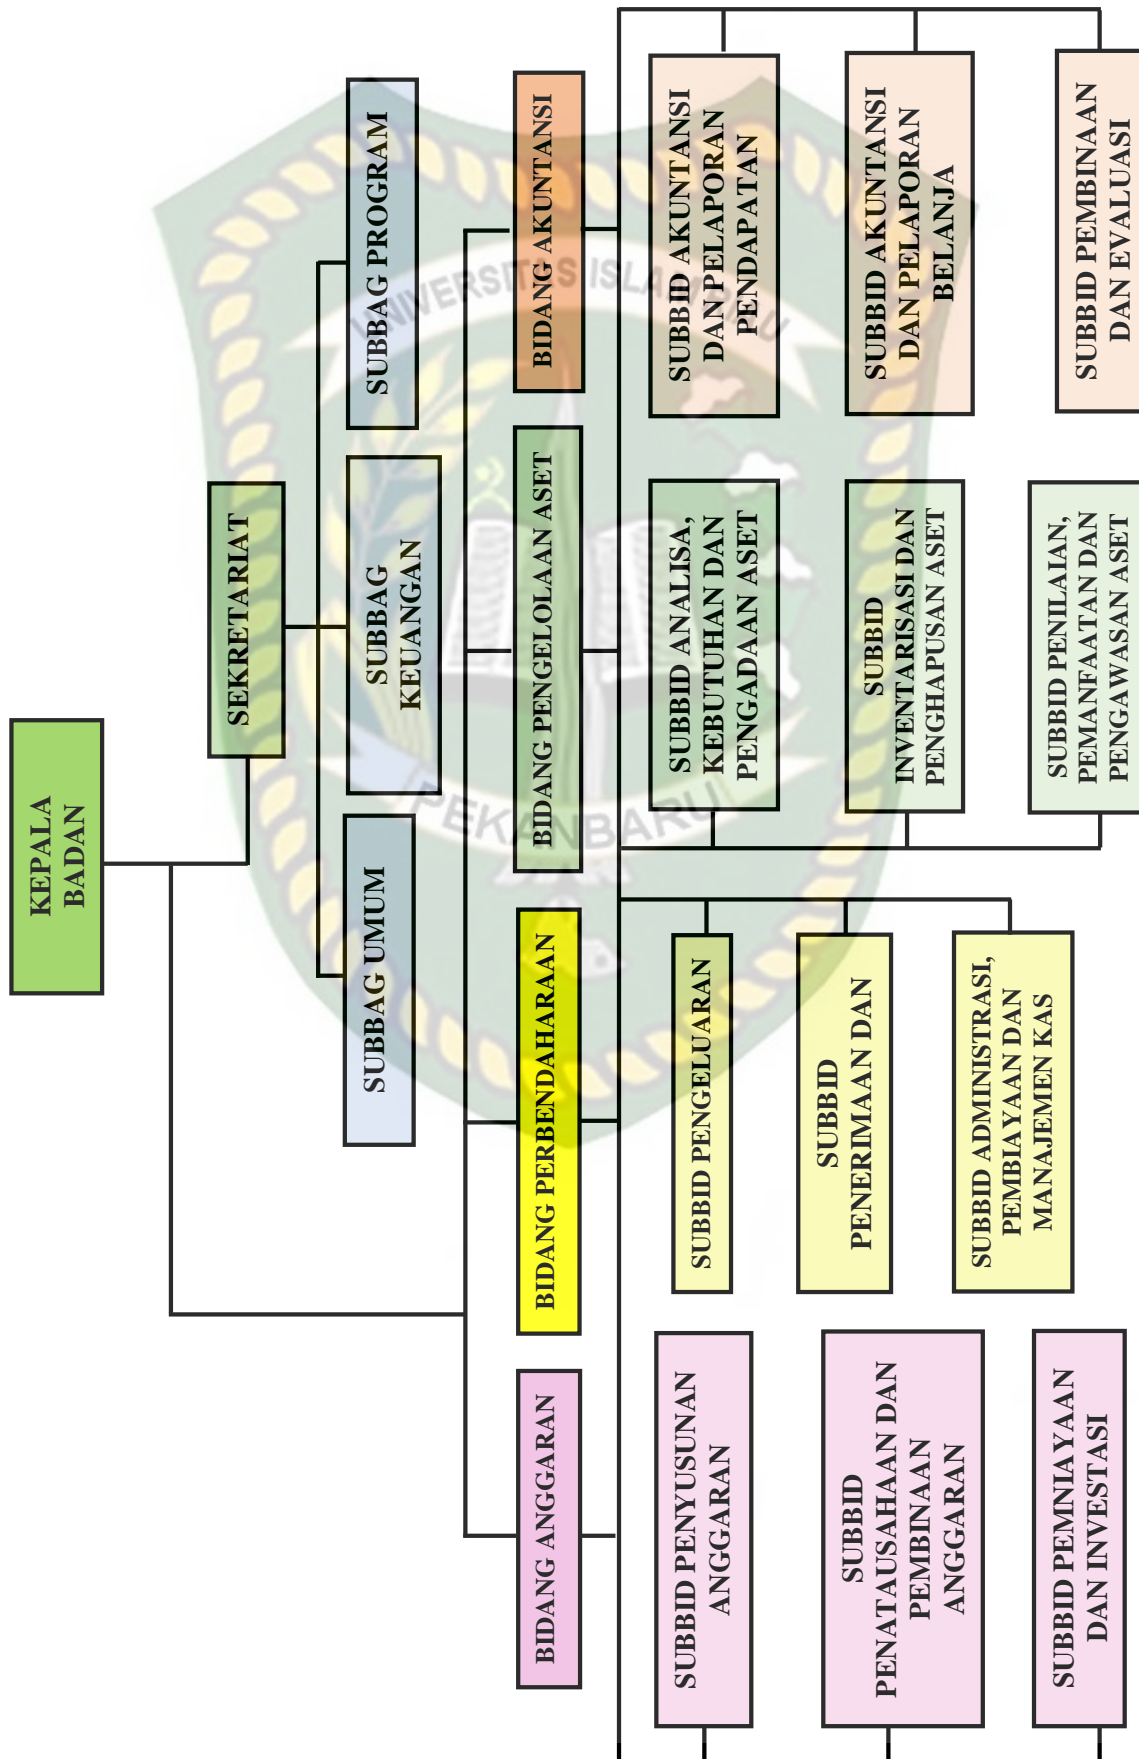 KEPALA
BADAN
SEKRETARIAT
SUBBAG UMUM
SUBBAG
KEUANGAN
SUBBAG PROGRAM
BIDANG ANGGARAN
BIDANG PERBENDAHARAAN
BIDANG PENGELOLAAN ASET
BIDANG AKUNTANSI
SUBBID PENYUSUNAN
ANGGARAN
SUBBID
PENATAUSAHAAN DAN
PEMBINAAN
ANGGARAN
SUBBID PEMNIAYAAN
DAN INVESTASI
SUBBID PENGELUARAN
SUBBID
PENERIMAAN DAN
SUBBID ADMINISTRASI,
PEMBIAYAAN DAN
MANAJEMEN KAS
SUBBID ANALISA,
KEBUTUHAN DAN
PENGADAAN ASET
SUBBID
INVENTARISASI DAN
PENGHAPUSAN ASET
SUBBID PENILAIAN,
PEMANFAATAN DAN
PENGAWASAN ASET
SUBBID AKUNTANSI
DAN PELAPORAN
PENDAPATAN
SUBBID AKUNTANSI
DAN PELAPORAN
BELANJA
SUBBID PEMBINAAN
DAN EVALUASI
UNIVERSITAS ISLAM RIAU
PEKANBARU